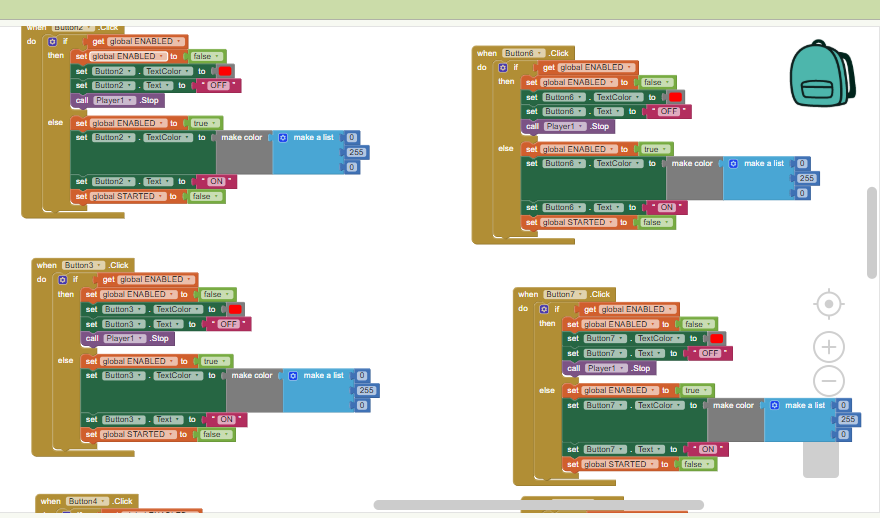 when Button2 .Click
do if get global ENABLED
then set global ENABLED to false
set Button2 . TextColor to
set Button2 . Text to " OFF "
call Player1 .Stop
else set global ENABLED to true
set Button2 . TextColor to make color make a list 0
255
0
set Button2 . Text to " ON "
set global STARTED to false
when Button6 .Click
do if get global ENABLED
then set global ENABLED to false
set Button6 . TextColor to
set Button6 . Text to " OFF "
call Player1 .Stop
else set global ENABLED to true
set Button6 . TextColor to make color make a list 0
255
0
set Button6 . Text to " ON "
set global STARTED to false
when Button3 .Click
do if get global ENABLED
then set global ENABLED to false
set Button3 . TextColor to
set Button3 . Text to " OFF "
call Player1 .Stop
else set global ENABLED to true
set Button3 . TextColor to make color make a list 0
255
0
set Button3 . Text to " ON "
set global STARTED to false
when Button7 .Click
do if get global ENABLED
then set global ENABLED to false
set Button7 . TextColor to
set Button7 . Text to " OFF "
call Player1 .Stop
else set global ENABLED to true
set Button7 . TextColor to make color make a list 0
255
0
set Button7 . Text to " ON "
set global STARTED to false
when Button4 .Click